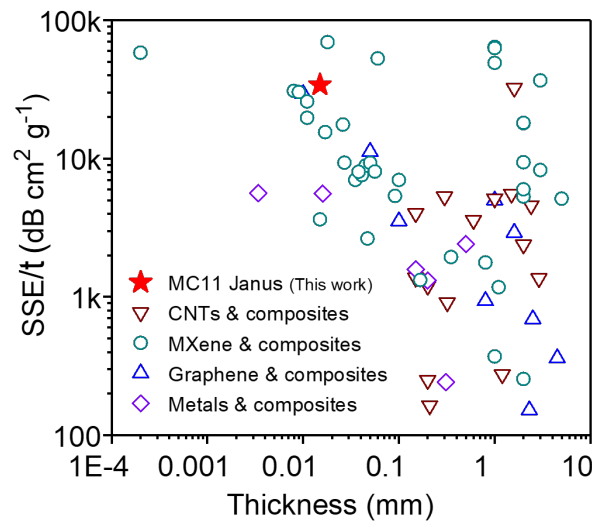 100k
10k
1k
100
SSE/t (dB cm² g⁻¹)
MC11 Janus (This work)
CNTs & composites
MXene & composites
Graphene & composites
Metals & composites
1E-4 0.001 0.01 0.1 1 10
Thickness (mm)